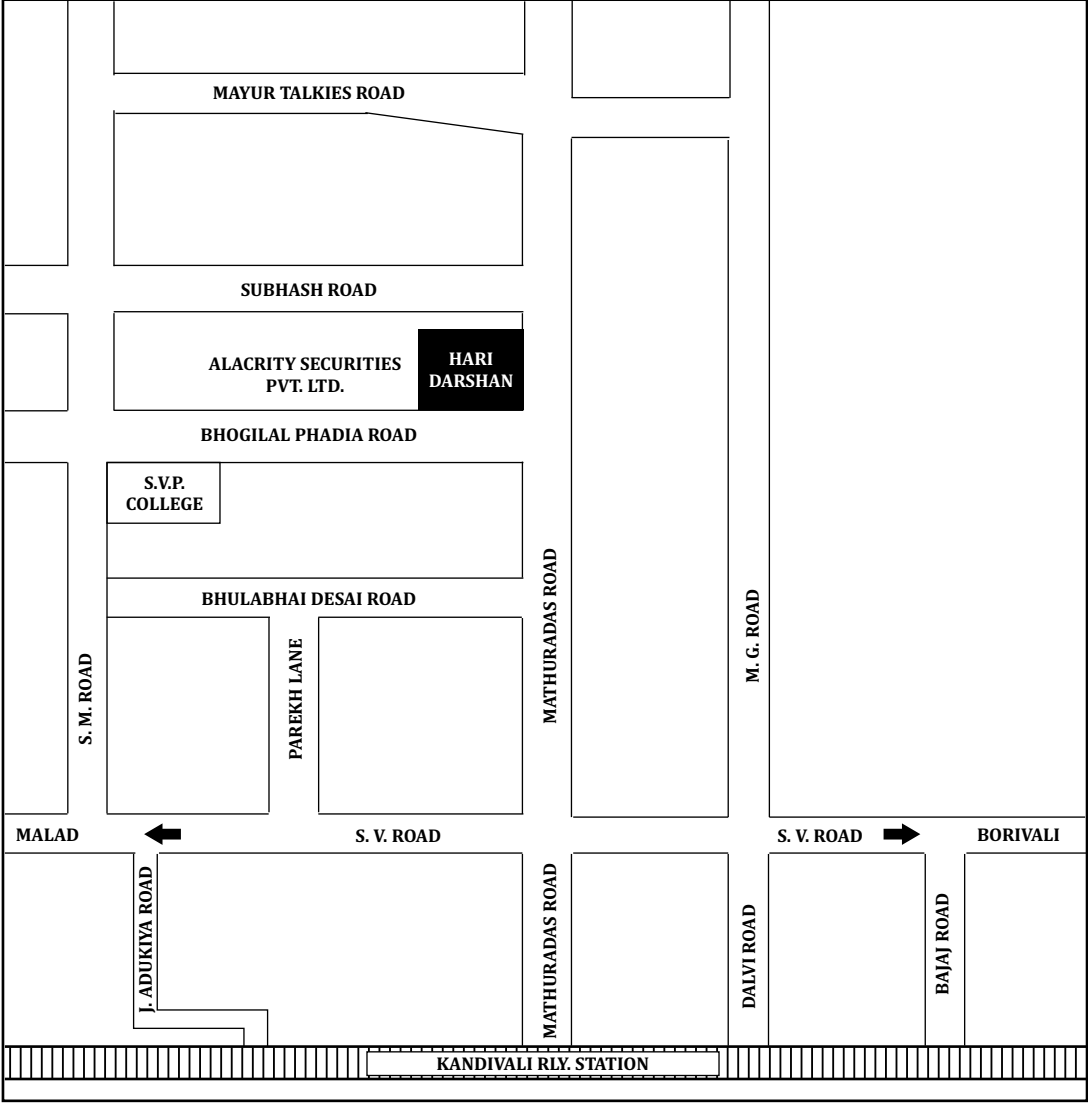 MAYUR TALKIES ROAD
SUBHASH ROAD
ALACRITY SECURITIES
PVT. LTD.
HARI
DARSHAN
BHOGILAL PHADIA ROAD
S.V.P.
COLLEGE
BHULABHAI DESAI ROAD
S. M. ROAD
PAREKH LANE
MATHURADAS ROAD
M. G. ROAD
MALAD
S. V. ROAD
S. V. ROAD
BORIVALI
J. ADUKIYA ROAD
MATHURADAS ROAD
DALVI ROAD
BAJAJ ROAD
KANDIVALI RLY. STATION